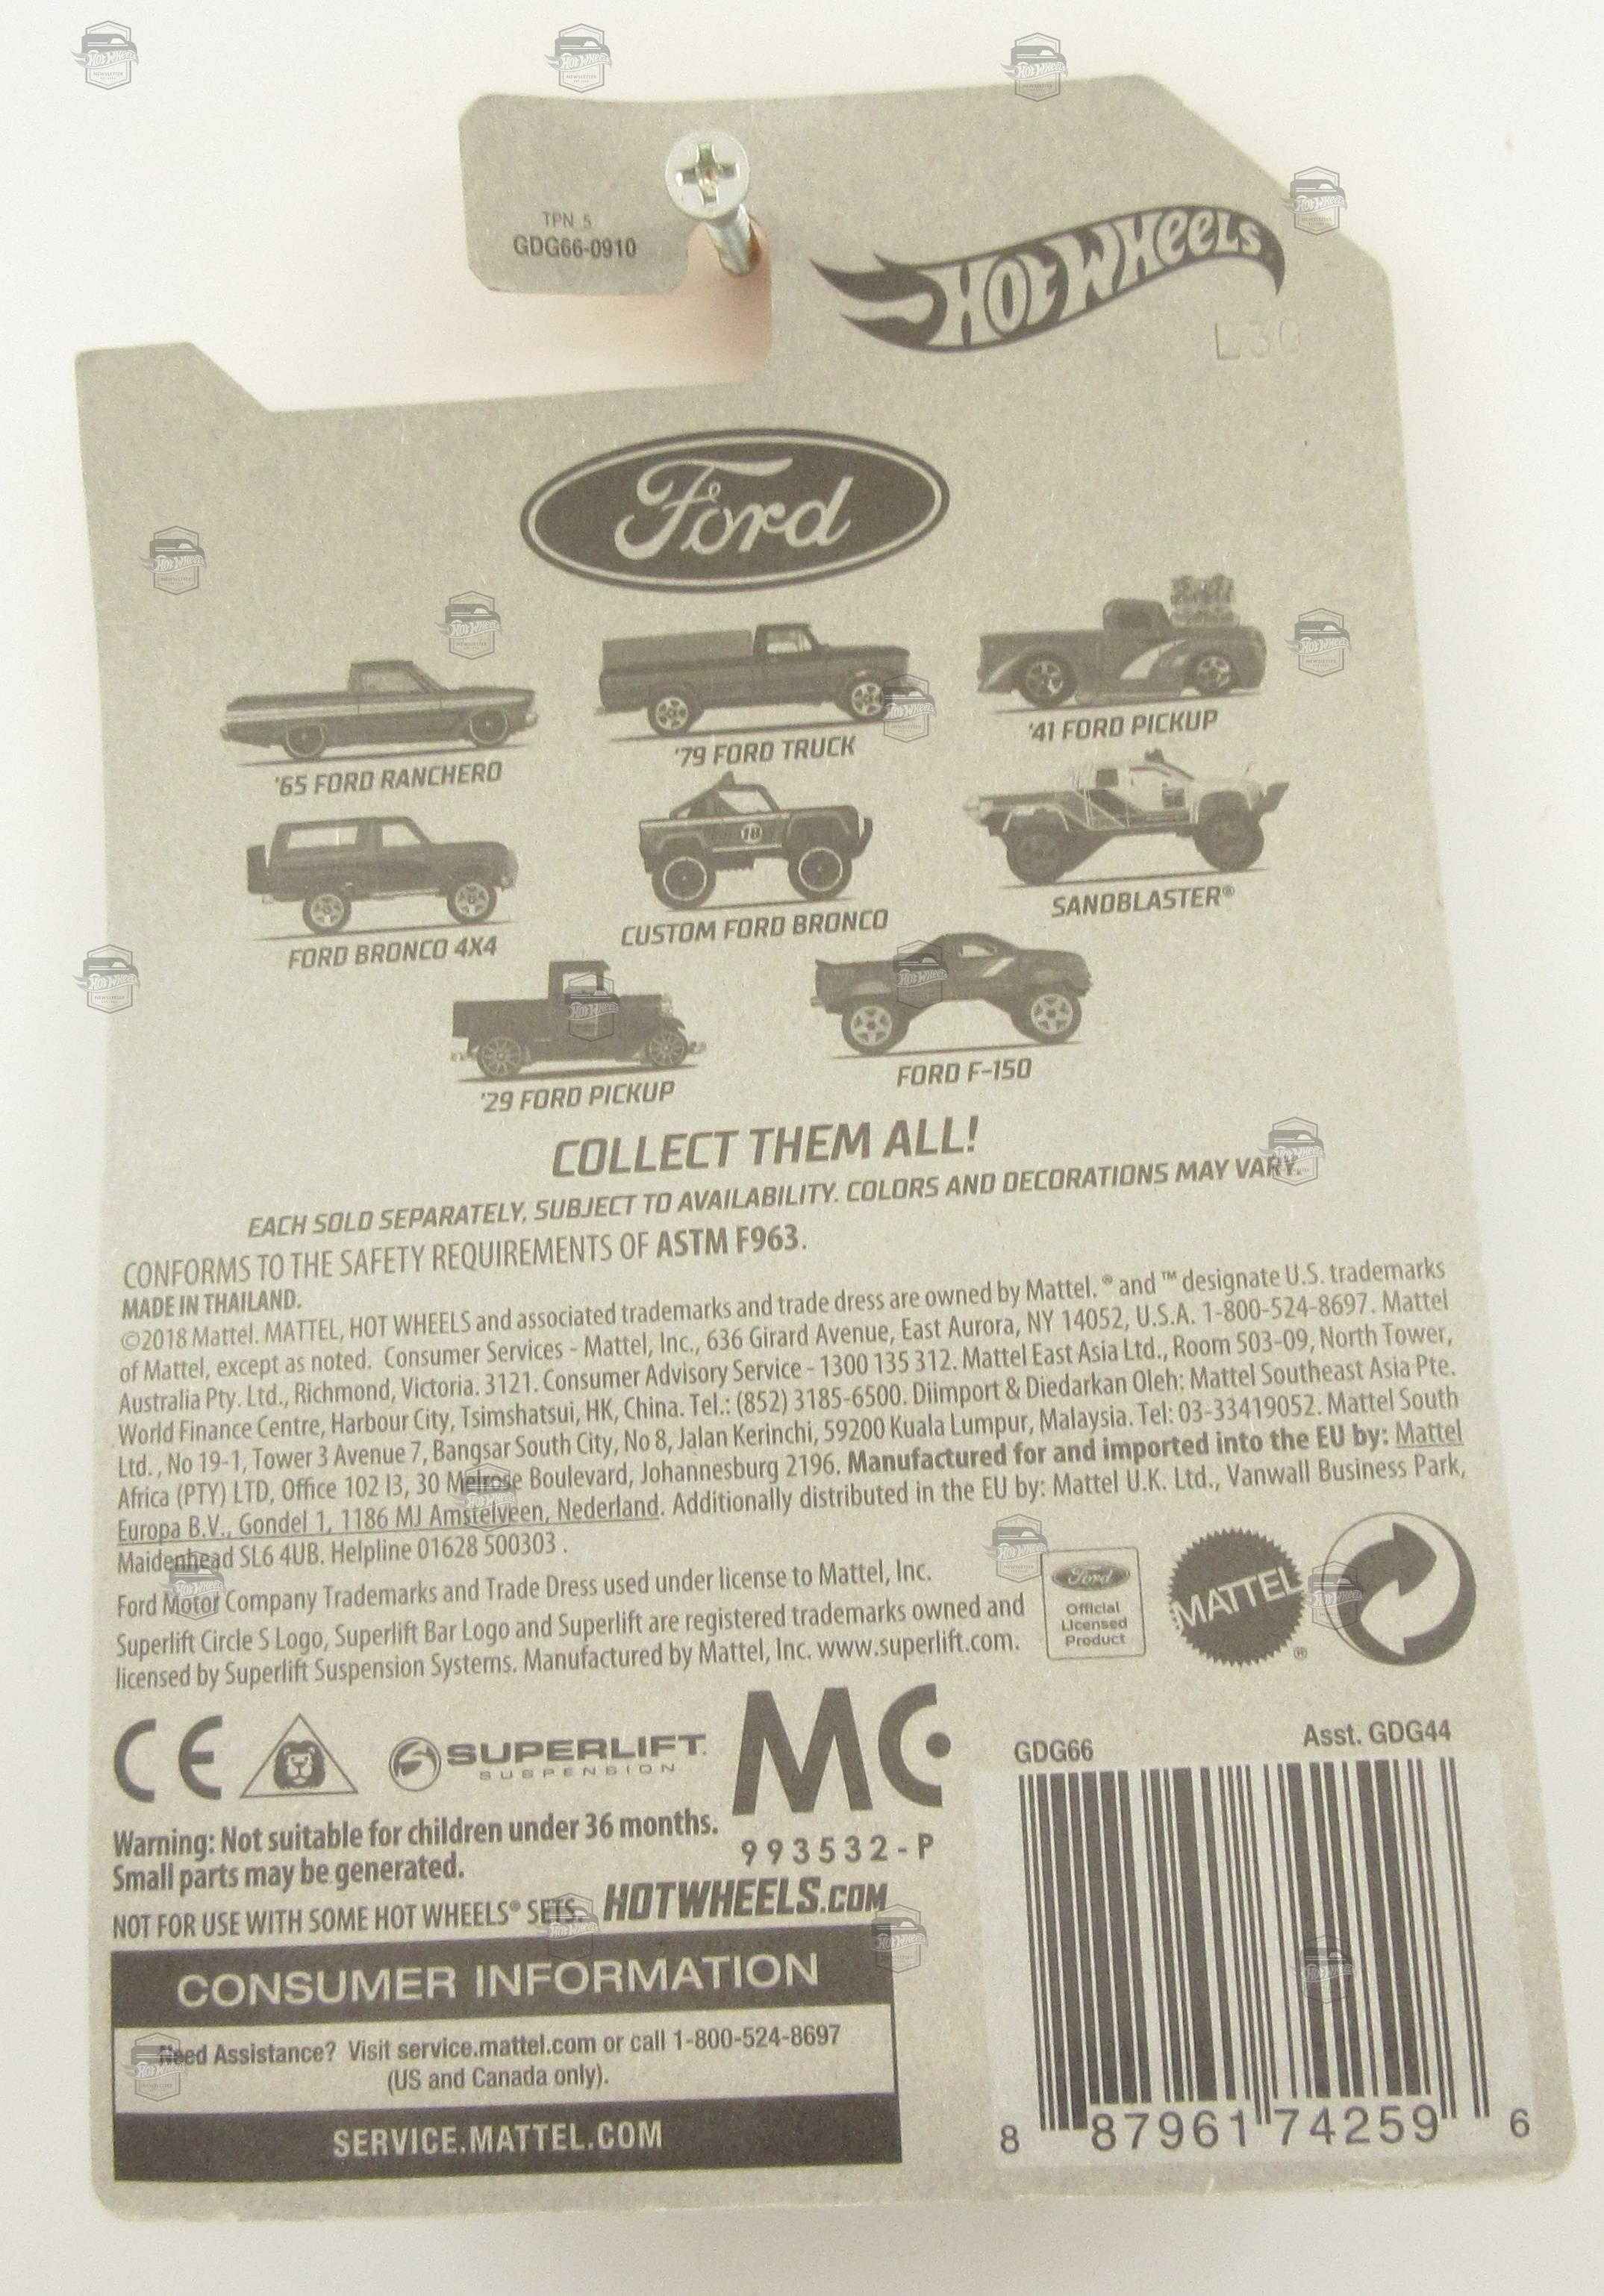 TPN 5
GDG66-0910
HOT WHEELS
L30
Ford
'65 FORD RANCHERO
'79 FORD TRUCK
'41 FORD PICKUP
18
FORD BRONCO 4X4
CUSTOM FORD BRONCO
SANDBLASTER®
'29 FORD PICKUP
FORD F-150
COLLECT THEM ALL!
EACH SOLD SEPARATELY, SUBJECT TO AVAILABILITY. COLORS AND DECORATIONS MAY VARY.
CONFORMS TO THE SAFETY REQUIREMENTS OF ASTM F963.
MADE IN THAILAND.
©2018 Mattel. MATTEL, HOT WHEELS and associated trademarks and trade dress are owned by Mattel. ® and ™ designate U.S. trademarks
of Mattel, except as noted. Consumer Services - Mattel, Inc., 636 Girard Avenue, East Aurora, NY 14052, U.S.A. 1-800-524-8697. Mattel
Australia Pty. Ltd., Richmond, Victoria. 3121. Consumer Advisory Service - 1300 135 312. Mattel East Asia Ltd., Room 503-09, North Tower,
World Finance Centre, Harbour City, Tsimshatsui, HK, China. Tel.: (852) 3185-6500. Diimport & Diedarkan Oleh: Mattel Southeast Asia Pte.
Ltd. , No 19-1, Tower 3 Avenue 7, Bangsar South City, No 8, Jalan Kerinchi, 59200 Kuala Lumpur, Malaysia. Tel: 03-33419052. Mattel South
Africa (PTY) LTD, Office 102 I3, 30 Melrose Boulevard, Johannesburg 2196. Manufactured for and imported into the EU by: Mattel
Europa B.V., Gondel 1, 1186 MJ Amstelveen, Nederland. Additionally distributed in the EU by: Mattel U.K. Ltd., Vanwall Business Park,
Maidenhead SL6 4UB. Helpline 01628 500303 .
Ford Motor Company Trademarks and Trade Dress used under license to Mattel, Inc.
Superlift Circle S Logo, Superlift Bar Logo and Superlift are registered trademarks owned and
licensed by Superlift Suspension Systems. Manufactured by Mattel, Inc. www.superlift.com.
Ford
Official
Licensed
Product
MATTEL®
CE
SUPERLIFT
SUSPENSION
MC
993532-P
Warning: Not suitable for children under 36 months.
Small parts may be generated.
NOT FOR USE WITH SOME HOT WHEELS® SETS.
HOTWHEELS.COM
CONSUMER INFORMATION
Need Assistance? Visit service.mattel.com or call 1-800-524-8697
(US and Canada only).
SERVICE.MATTEL.COM
GDG66
Asst. GDG44
8 87961 74259 6